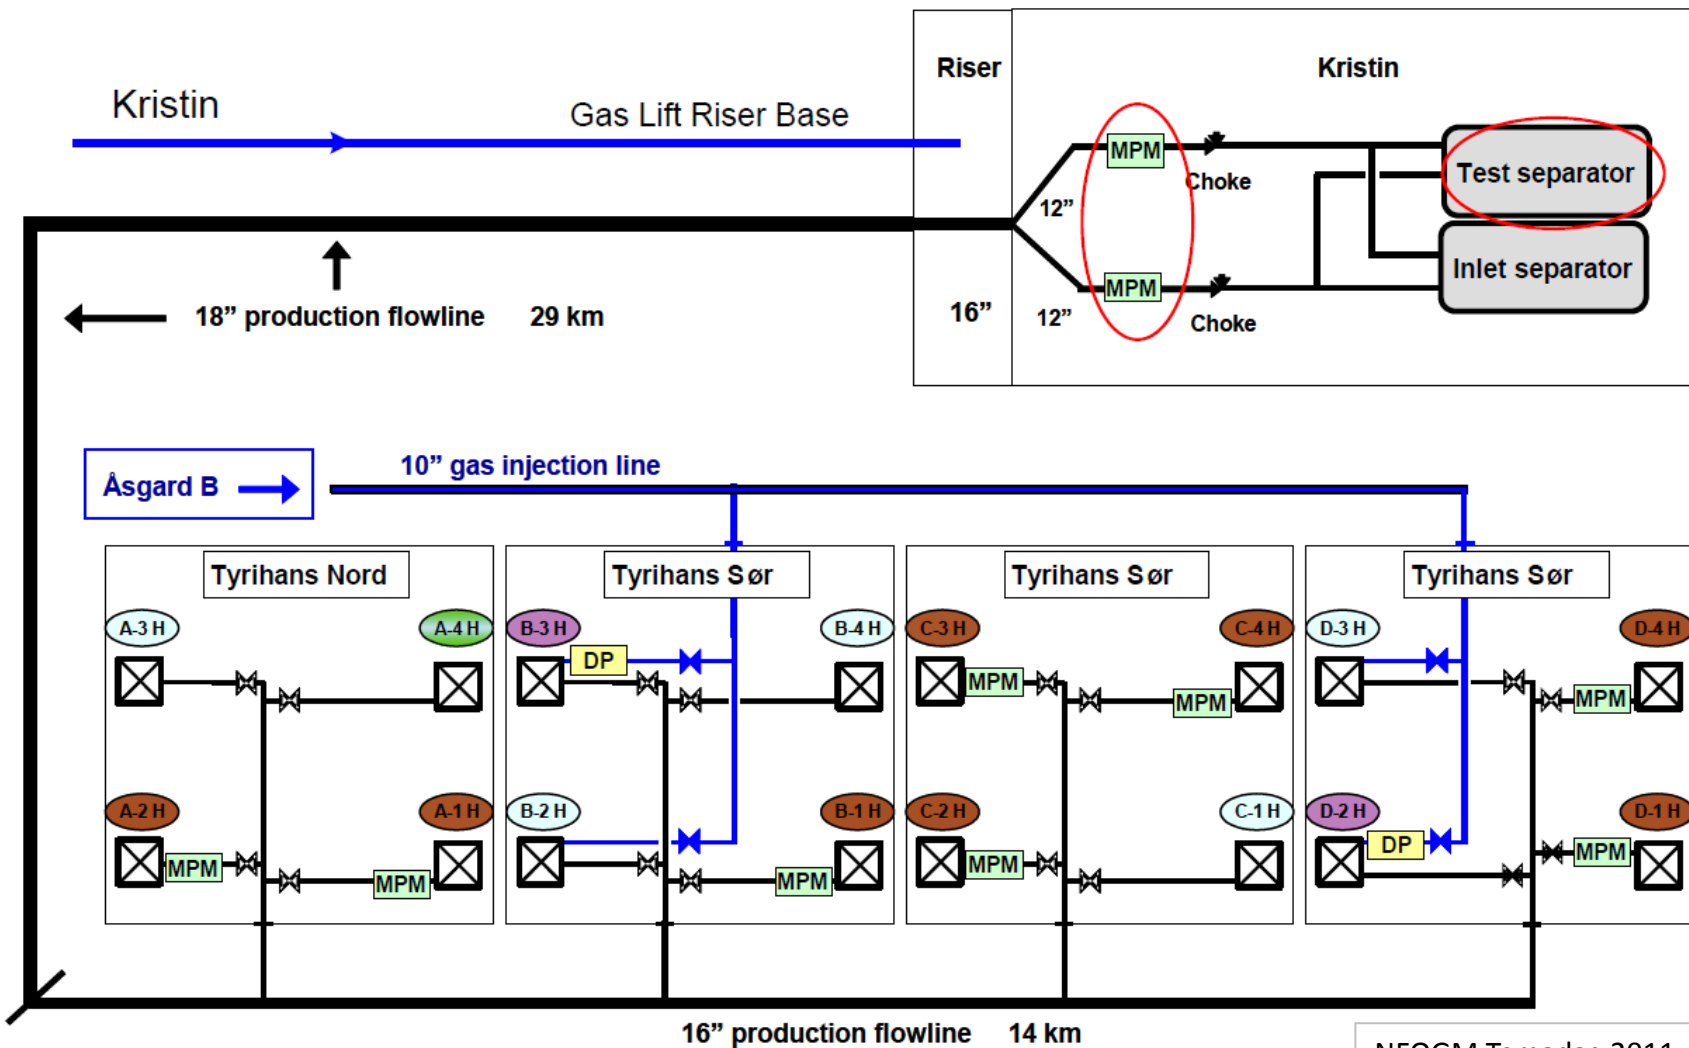 Riser
Kristin
Kristin
Gas Lift Riser Base
MPM
Choke
12”
Test separator
Inlet separator
MPM
12”
Choke
16”
18” production flowline 29 km
Åsgard B
10” gas injection line
Tyrihans Nord
Tyrihans Sør
Tyrihans Sør
Tyrihans Sør
A-3 H
A-4 H
B-3 H
B-4 H
C-3 H
C-4 H
D-3 H
D-4 H
DP
MPM
MPM
MPM
A-2 H
A-1 H
B-2 H
B-1 H
C-2 H
C-1 H
D-2 H
D-1 H
MPM
MPM
MPM
MPM
DP
MPM
16” production flowline 14 km
2011